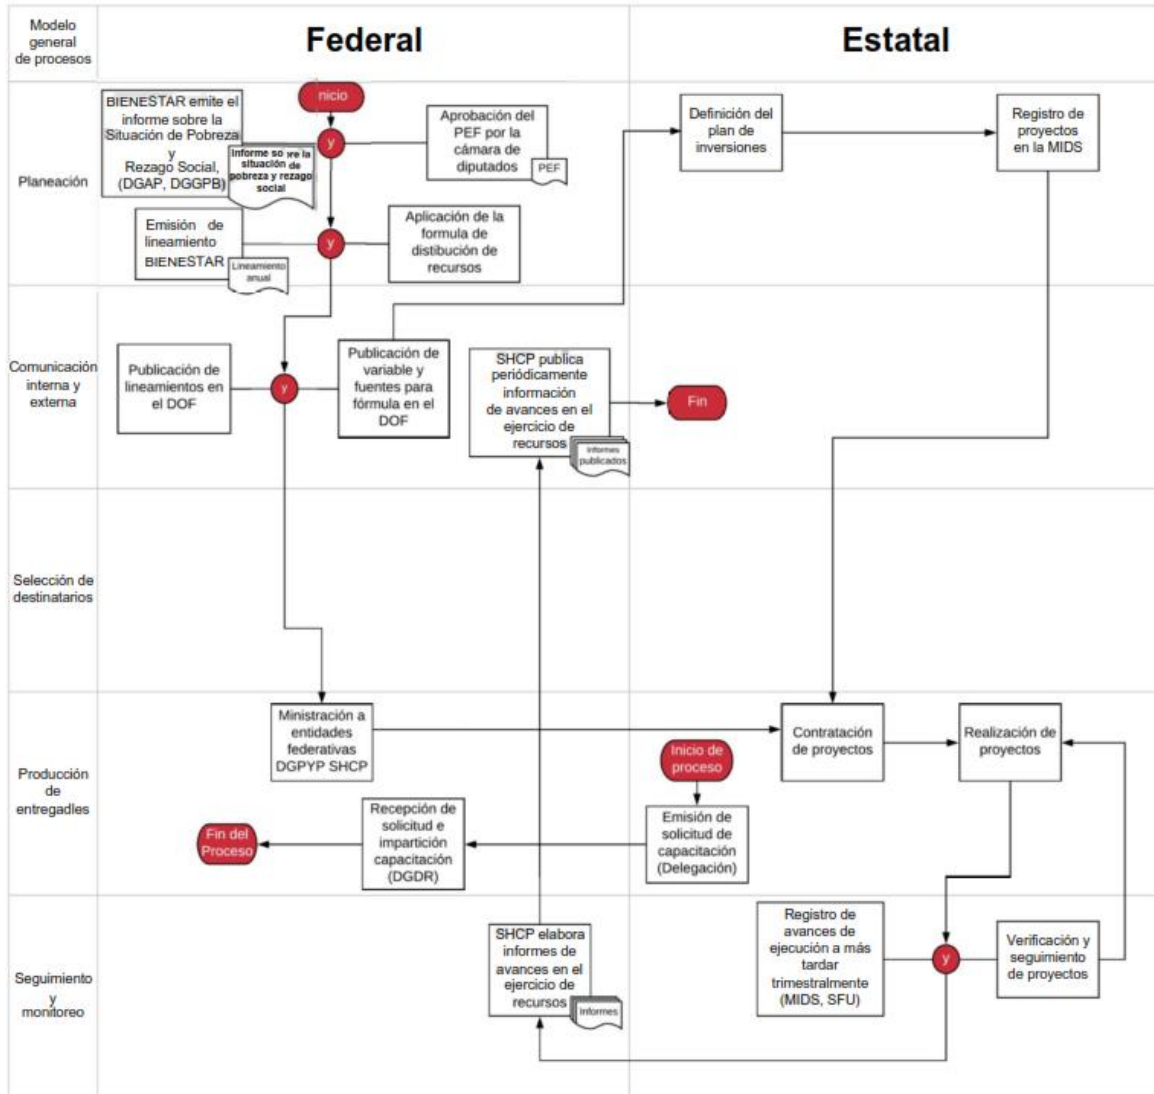 Modelo
general
de procesos
Federal
Estatal
Planeación
nicio
BIENESTAR emite el
informe sobre la
Situación de Pobreza
y
Rezago Social,
(DGAP, DGGPB)
Informe so re la
situación de
pobreza y rezago
social
y
Aprobación del
PEF por la
cámara de
diputados
PEF
Definición del
plan de
inversiones
Registro de
proyectos
en la MIDS
Emisión de
lineamiento
BIENESTAR
Lineamiento
anual
y
Aplicación de la
formula de
distibución de
recursos
Comunicación
interna y
externa
Publicación de
lineamientos en
el DOF
y
Publicación de
variable y
fuentes para
fórmula en el
DOF
SHCP publica
periódicamente
información
de avances en el
ejercicio de
recursos
Informes
publicados
Fin
Selección de
destinatarios
Producción
de
entregadles
Ministración a
entidades
federativas
DGPYP SHCP
Contratación
de proyectos
Realización de
proyectos
Inicio de
proceso
Fin del
Proceso
Recepción de
solicitud e
impartición
capacitación
(DGDR)
Emisión de
solicitud de
capacitación
(Delegación)
Seguimiento
y
monitoreo
SHCP elabora
informes de
avances en el
ejercicio de
recursos
Informes
Registro de
avances de
ejecución a más
tardar
trimestralmente
(MIDS, SFU)
y
Verificación y
seguimiento
de proyectos